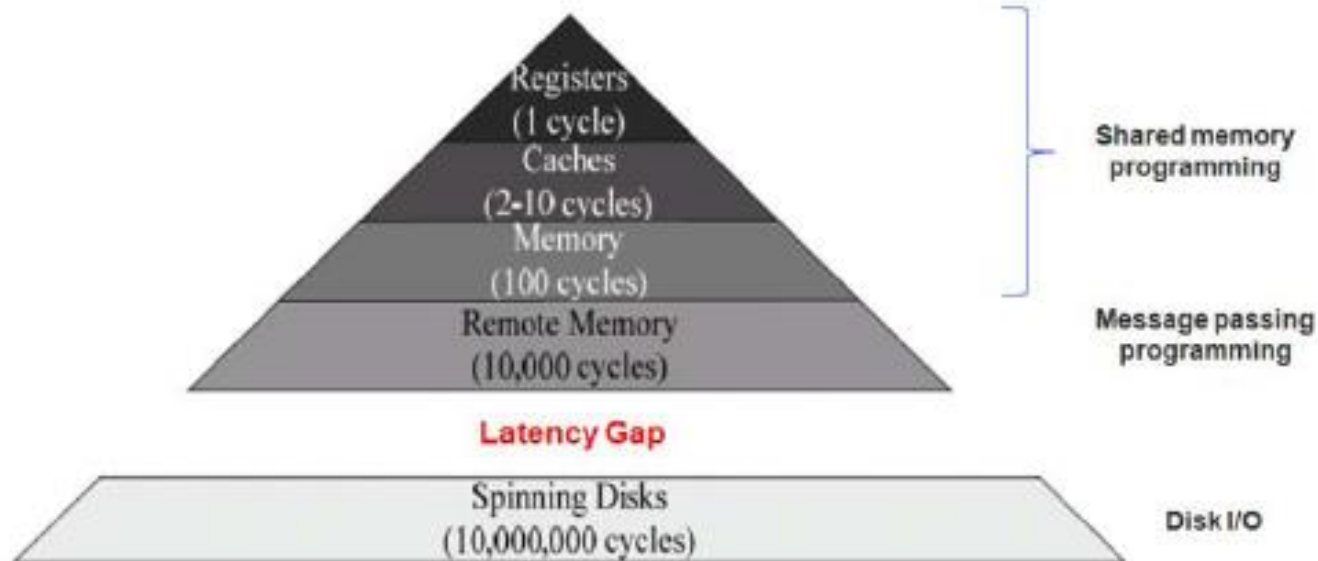 Registers
(1 cycle)
Caches
(2-10 cycles)
Memory
(100 cycles)
Remote Memory
(10,000 cycles)
Latency Gap
Spinning Disks
(10,000,000 cycles)
Shared memory
programming
Message passing
programming
Disk I/O